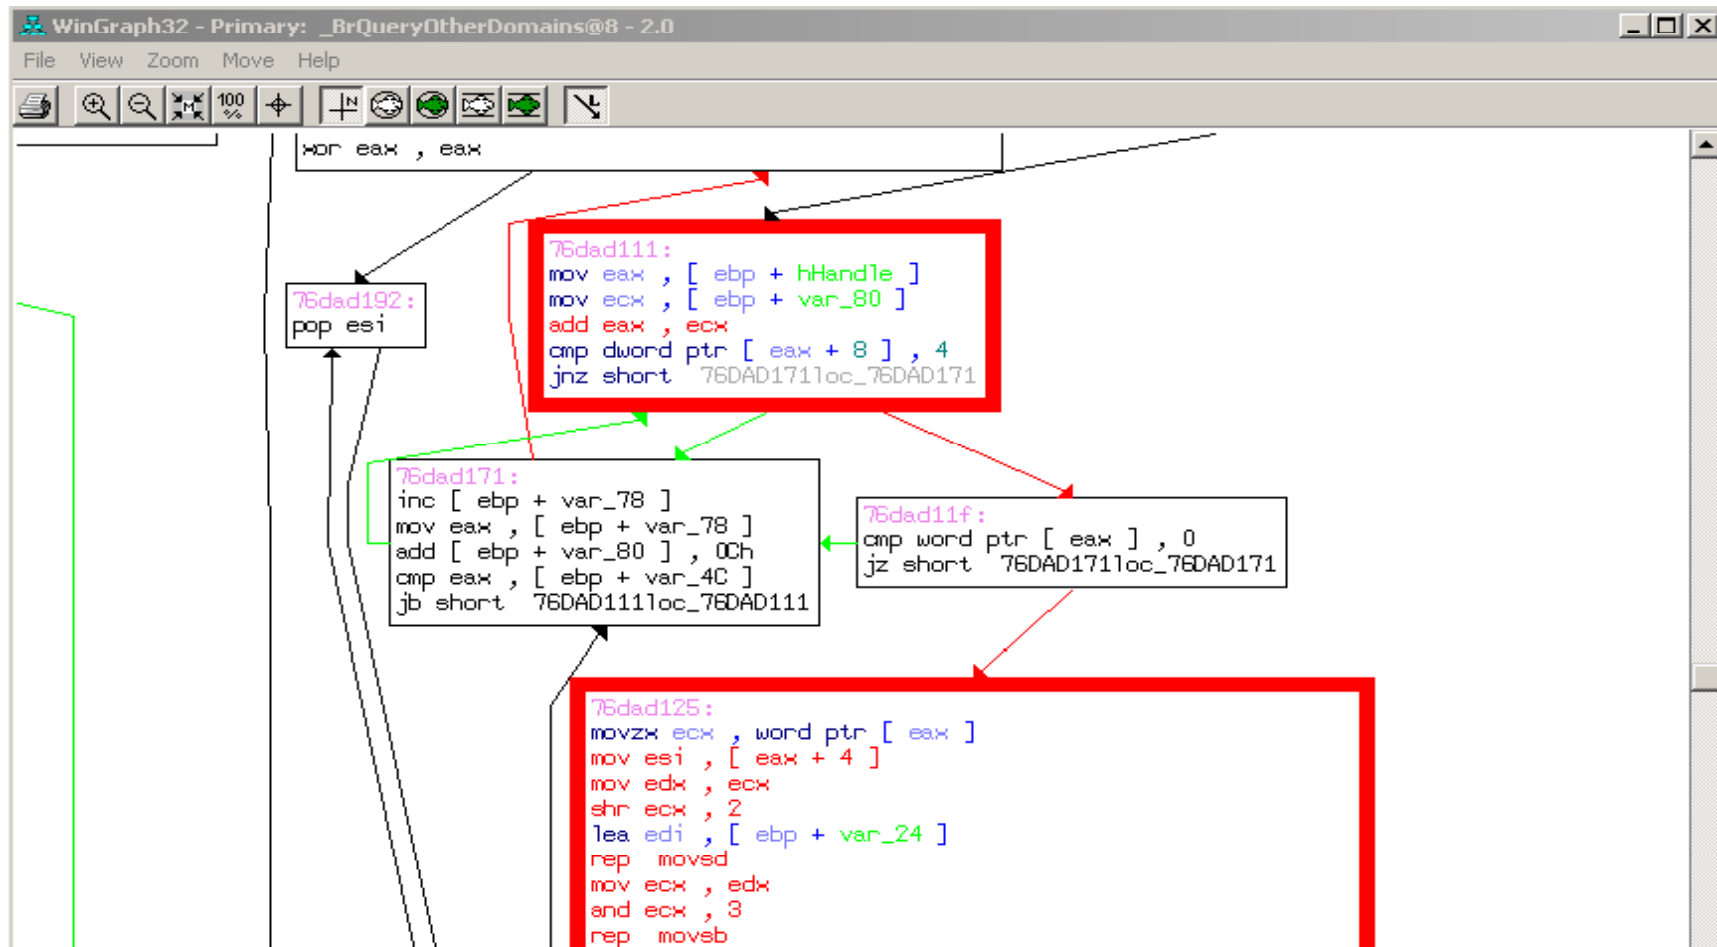 WinGraph32 - Primary: _BrQueryOtherDomains@8 - 2.0
File View Zoom Move Help
M 100 % N
xor eax , eax
76dad111:
mov eax , [ ebp + hHandle ]
mov ecx , [ ebp + var_80 ]
add eax , ecx
cmp dword ptr [ eax + 8 ] , 4
jnz short 76DAD171loc_76DAD171
76dad192:
pop esi
76dad171:
inc [ ebp + var_78 ]
mov eax , [ ebp + var_78 ]
add [ ebp + var_80 ] , 0Ch
cmp eax , [ ebp + var_4C ]
jb short 76DAD111loc_76DAD111
76dad11f:
cmp word ptr [ eax ] , 0
jz short 76DAD171loc_76DAD171
76dad125:
movzx ecx , word ptr [ eax ]
mov esi , [ eax + 4 ]
mov edx , ecx
shr ecx , 2
lea edi , [ ebp + var_24 ]
rep movsd
mov ecx , edx
and ecx , 3
rep movsb